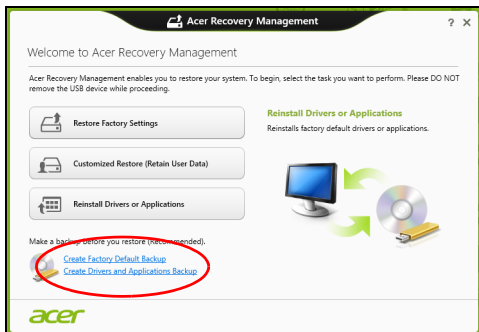 Acer Recovery Management
? ×
Welcome to Acer Recovery Management
Acer Recovery Management enables you to restore your system. To begin, select the task you want to perform. Please DO NOT
remove the USB device while proceeding.
Restore Factory Settings
Customized Restore (Retain User Data)
Reinstall Drivers or Applications
Reinstall Drivers or Applications
Reinstalls factory default drivers or applications.
Make a backup before you restore (Recommended).
Create Factory Default Backup
Create Drivers and Applications Backup
acer